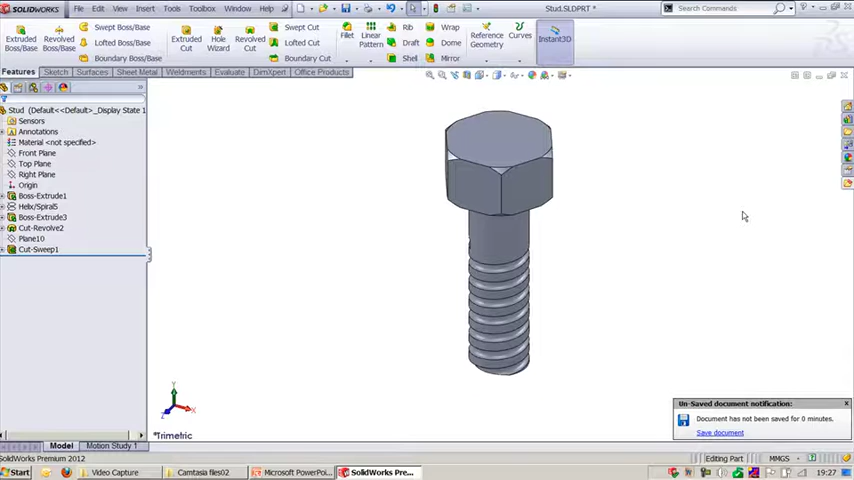 SOLIDWORKS File Edit View Insert Tools Toolbox Window Help Stud.SLDPRT * Search Commands
Extruded Boss/Base
Revolved Boss/Base
Swept Boss/Base
Lofted Boss/Base
Boundary Boss/Base
Extruded Cut
Hole Wizard
Revolved Cut
Swept Cut
Lofted Cut
Boundary Cut
Fillet
Linear Pattern
Rib
Draft
Shell
Wrap
Dome
Mirror
Reference Geometry
Curves
Instant3D
Features Sketch Surfaces Sheet Metal Weldments Evaluate DimXpert Office Products
Stud (Default<<Default>_Display State 1
Sensors
Annotations
Material <not specified>
Front Plane
Top Plane
Right Plane
Origin
Boss-Extrude1
Helix/Spiral5
Boss-Extrude3
Cut-Revolve2
Plane10
Cut-Sweep1
Y
X
Z
*Trimetric
Un-Saved document notification: x
Document has not been saved for 0 minutes.
Save document
Model Motion Study 1
SolidWorks Premium 2012 Editing Part MMGS
Start Video Capture Camtasia files02 Microsoft PowerPoi... SolidWorks Pre... 19:27